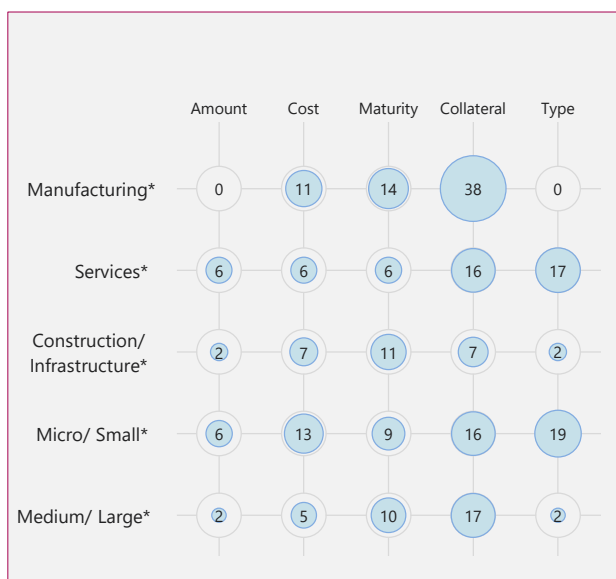 Amount Cost Maturity Collateral Type
Manufacturing* 0 11 14 38 0
Services* 6 6 6 16 17
Construction/
Infrastructure* 2 7 11 7 2
Micro/ Small* 6 13 9 16 19
Medium/ Large* 2 5 10 17 2